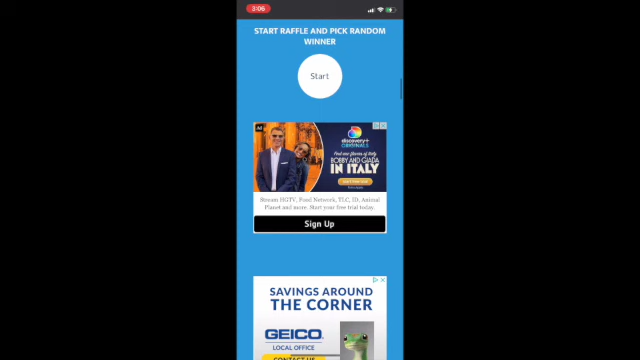 3:06
START RAFFLE AND PICK RANDOM
WINNER
Start
Ad
discovery+
ORIGINALS
BOBBY AND GIADA
IN ITALY
Stream HGTV, Food Network, TLC, ID, Animal
Planet and more. Start your free trial today.
Sign Up
SAVINGS AROUND
THE CORNER
GEICO
LOCAL OFFICE
CONTACT US